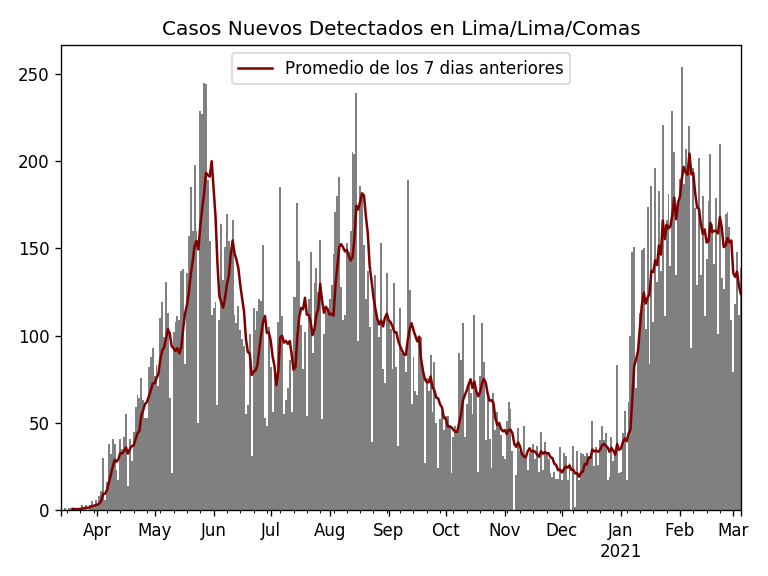 Casos Nuevos Detectados en Lima/Lima/Comas
Promedio de los 7 dias anteriores
250
200
150
100
50
0
Apr May Jun Jul Aug Sep Oct Nov Dec Jan Feb Mar
2021